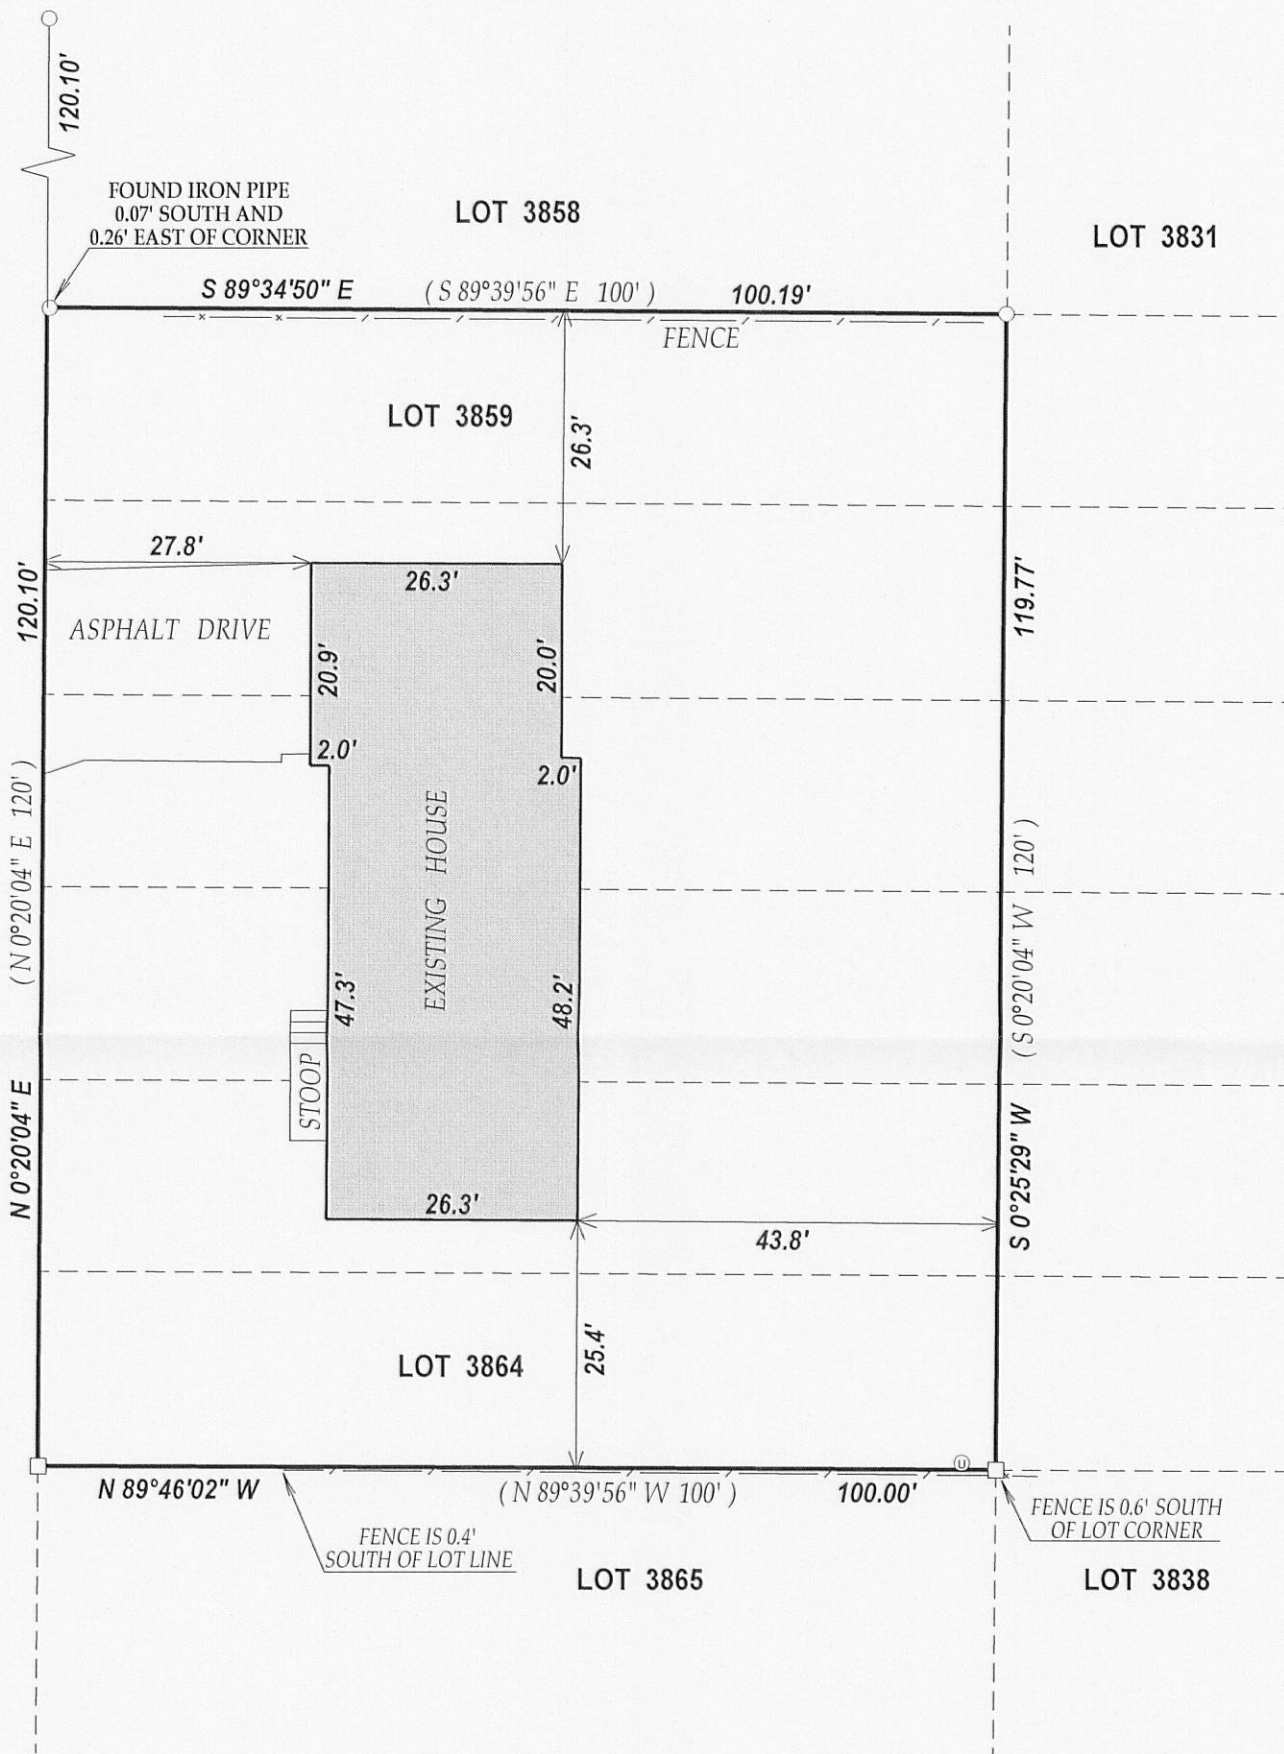 120.10'
FOUND IRON PIPE
0.07' SOUTH AND
0.26' EAST OF CORNER
LOT 3858
LOT 3831
S 89°34'50" E
( S 89°39'56" E 100' )
100.19'
FENCE
LOT 3859
26.3'
27.8'
26.3'
120.10'
ASPHALT DRIVE
20.9'
20.0'
119.77'
2.0'
2.0'
( N 0°20'04" E 120' )
EXISTING HOUSE
( S 0°20'04" W 120' )
47.3'
48.2'
STOOP
N 0°20'04" E
S 0°25'29" W
26.3'
43.8'
25.4'
LOT 3864
U
N 89°46'02" W
( N 89°39'56" W 100' )
100.00'
FENCE IS 0.4'
SOUTH OF LOT LINE
FENCE IS 0.6' SOUTH
OF LOT CORNER
LOT 3865
LOT 3838